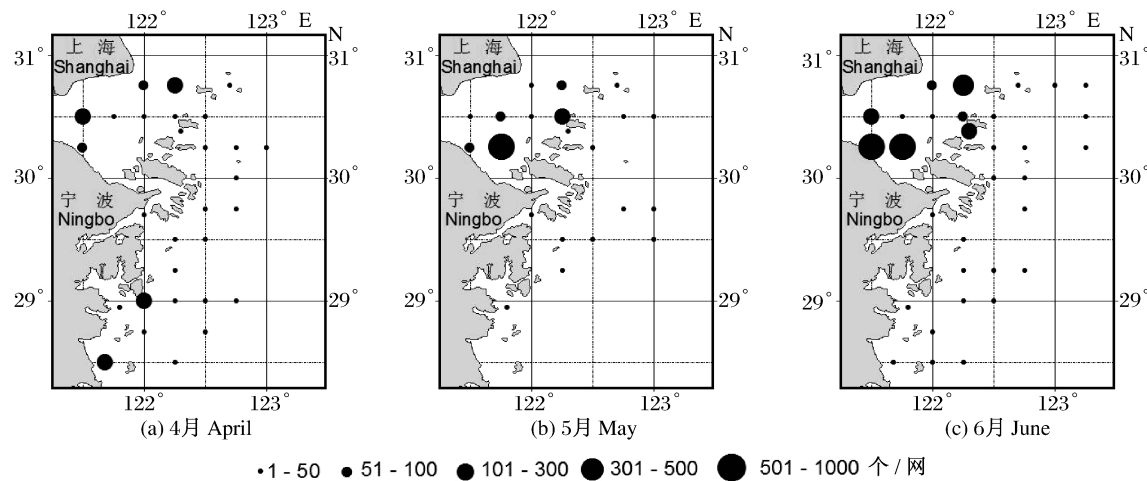 122° 123° E
N
31°
上 海
Shanghai
30°
宁 波
Ningbo
29°
122° 123°
(a) 4月 April
122° 123° E
N
31° 31°
上 海
Shanghai
30° 30°
宁 波
Ningbo
29° 29°
122° 123°
(b) 5月 May
122° 123° E
N
31° 31°
上 海
Shanghai
30° 30°
宁 波
Ningbo
29° 29°
122° 123°
(c) 6月 June
1 - 50 51 - 100 101 - 300 301 - 500 501 - 1000 个 / 网